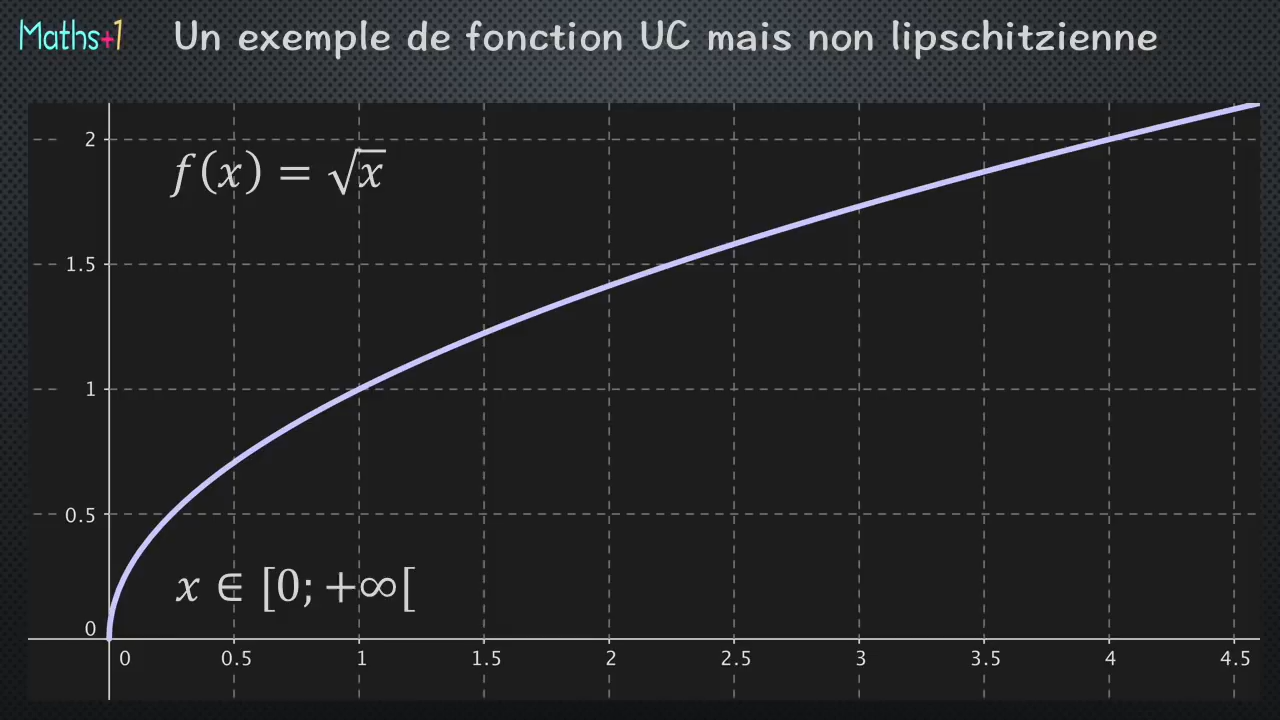 Maths+1 Un exemple de fonction UC mais non lipschitzienne
2
f(x) = √x
1.5
1
0.5
x ∈ [0; +∞[
0
0 0.5 1 1.5 2 2.5 3 3.5 4 4.5